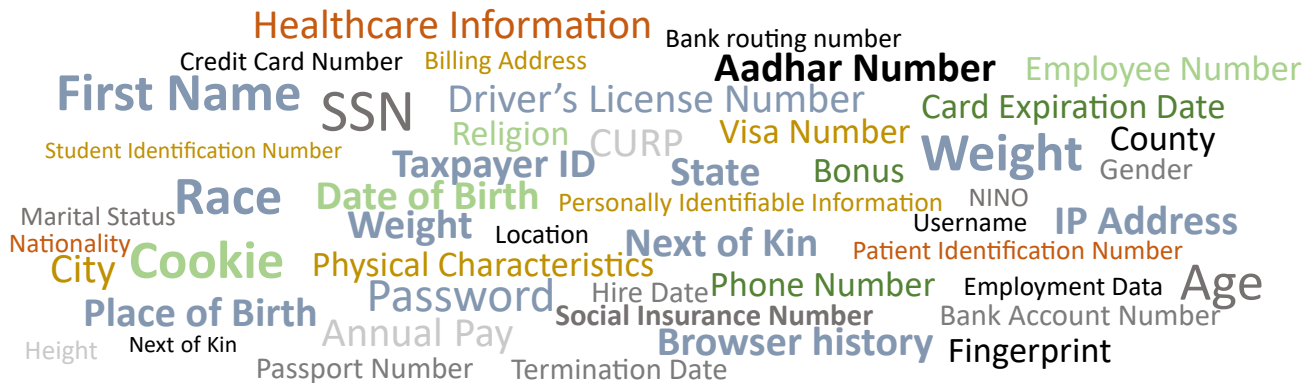 Healthcare Information
Bank routing number
Credit Card Number
Billing Address
Aadhar Number
Employee Number
First Name
SSN
Driver’s License Number
Card Expiration Date
Religion
CURP
Visa Number
Weight
County
Student Identification Number
Taxpayer ID
State
Bonus
Gender
Race
Date of Birth
Personally Identifiable Information
NINO
Marital Status
Weight
Location
Username
IP Address
Nationality
Next of Kin
Patient Identification Number
City
Cookie
Physical Characteristics
Password
Hire Date
Phone Number
Employment Data
Age
Place of Birth
Annual Pay
Social Insurance Number
Bank Account Number
Height
Next of Kin
Browser history
Fingerprint
Passport Number
Termination Date